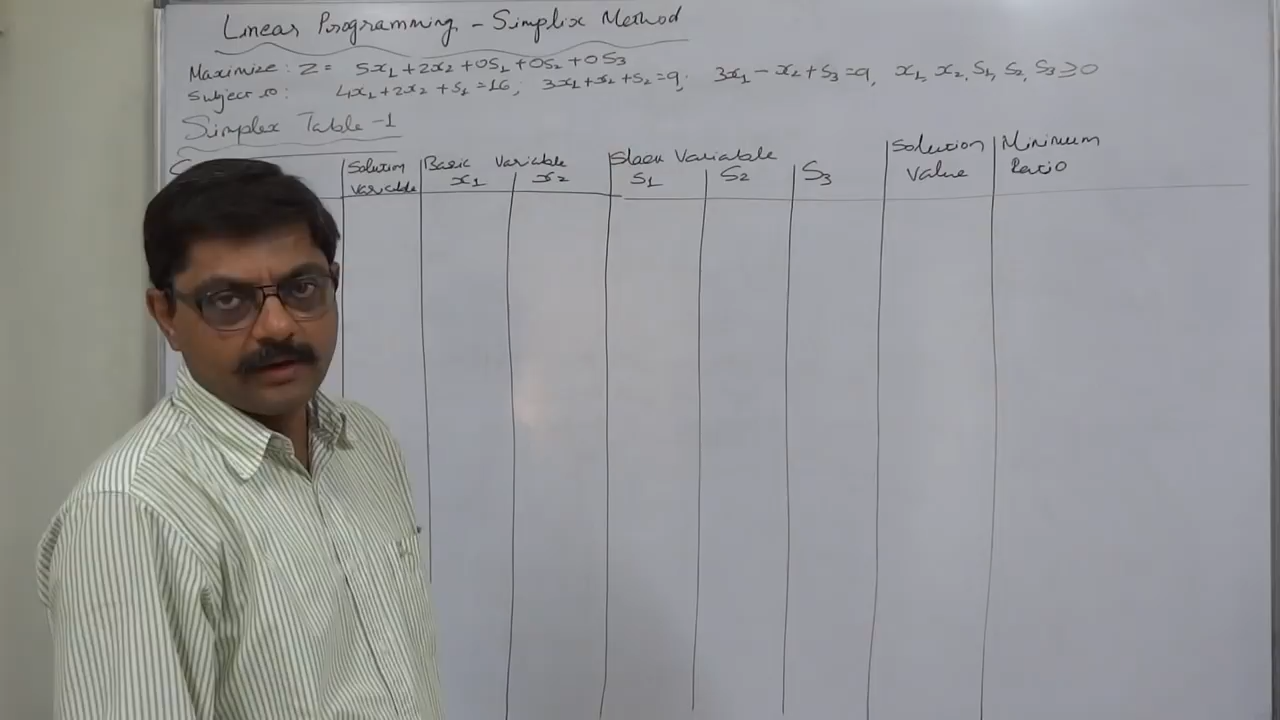 Linear Programming - Simplix Method
Maximize: Z = 5x₁ + 2x₂ + 0S₁ + 0S₂ + 0S₃
Subject to: 4x₁ + 2x₂ + S₁ = 16; 3x₁ + x₂ + S₂ = 9; 3x₁ - x₂ + S₃ = 9, x₁, x₂, S₁, S₂, S₃ ≥ 0
Simplex Table -1
Solution Variable Basic Variable Slack Variable Solution Value Minimum Ratio
x₁ x₂ S₁ S₂ S₃